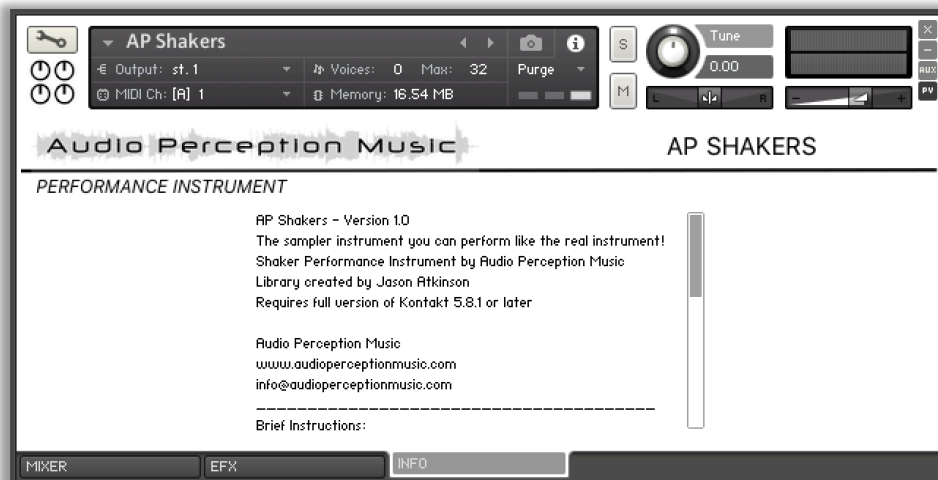 AP Shakers
Output: st. 1
Voices: 0 Max: 32
Purge
MIDI Ch: [A] 1
Memory: 16.54 MB
S
M
Tune
0.00
L R
- +
×
-
AUX
PV
Audio Perception Music
AP SHAKERS
PERFORMANCE INSTRUMENT
AP Shakers - Version 1.0
The sampler instrument you can perform like the real instrument!
Shaker Performance Instrument by Audio Perception Music
Library created by Jason Atkinson
Requires full version of Kontakt 5.8.1 or later
Audio Perception Music
www.audioperceptionmusic.com
info@audioperceptionmusic.com
_______________________________________
Brief Instructions:
MIXER
EFX
INFO